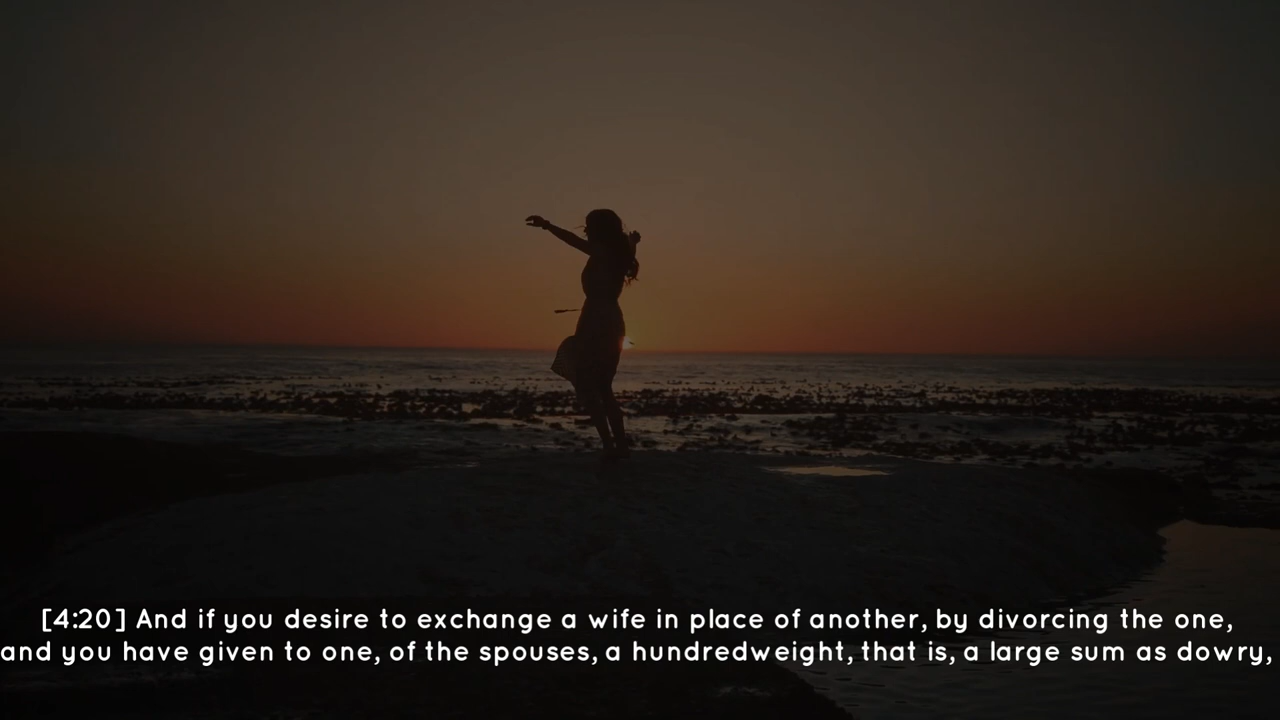 [4:20] And if you desire to exchange a wife in place of another, by divorcing the one,
and you have given to one, of the spouses, a hundredweight, that is, a large sum as dowry,